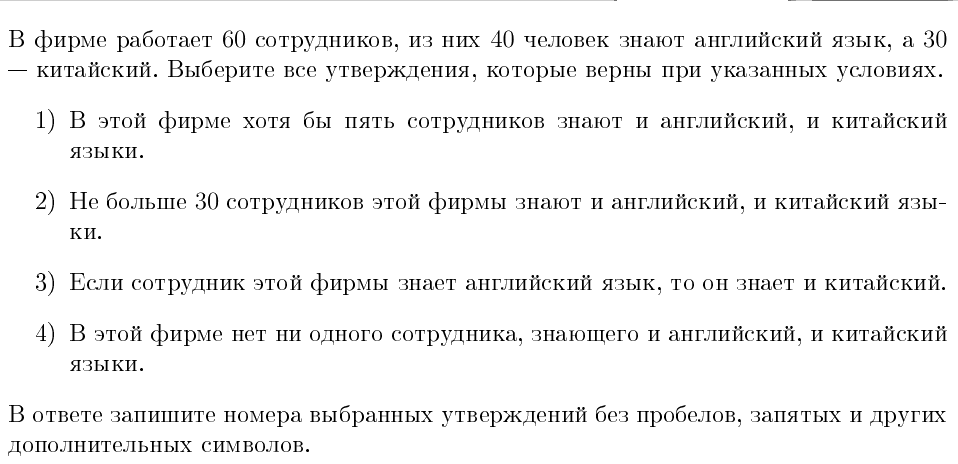 В фирме работает 60 сотрудников, из них 40 человек знают английский язык, а 30
— китайский. Выберите все утверждения, которые верны при указанных условиях.
1) В этой фирме хотя бы пять сотрудников знают и английский, и китайский
языки.
2) Не больше 30 сотрудников этой фирмы знают и английский, и китайский язы-
ки.
3) Если сотрудник этой фирмы знает английский язык, то он знает и китайский.
4) В этой фирме нет ни одного сотрудника, знающего и английский, и китайский
языки.
В ответе запишите номера выбранных утверждений без пробелов, запятых и других
дополнительных символов.